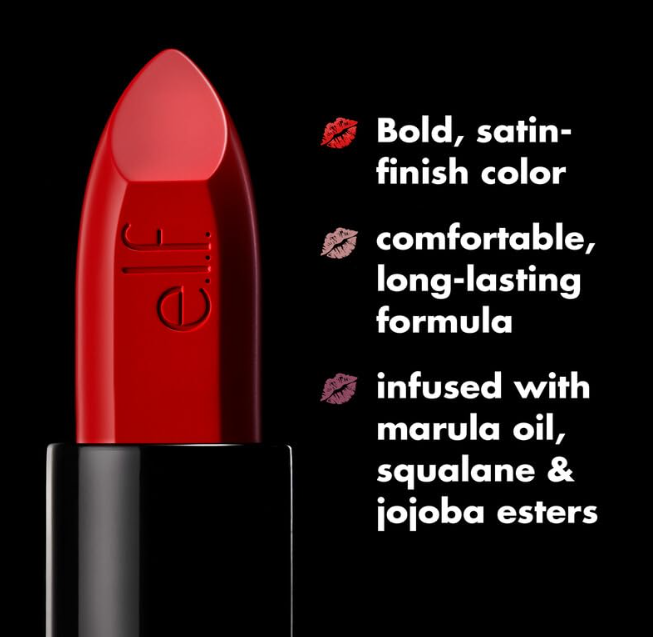 e.l.f.
Bold, satin-
finish color
comfortable,
long-lasting
formula
infused with
marula oil,
squalane &
jojoba esters